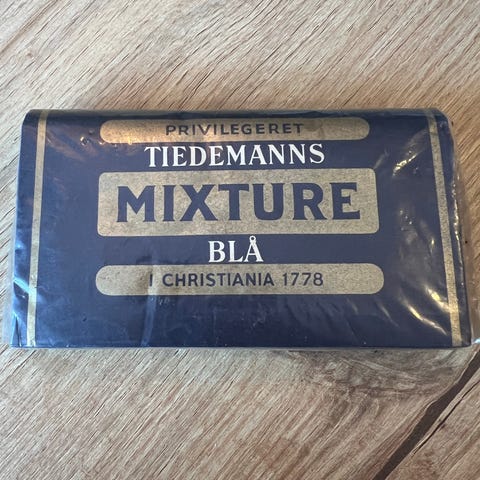 PRIVILEGERET
TIEDEMANNS
MIXTURE
BLÅ
I CHRISTIANIA 1778